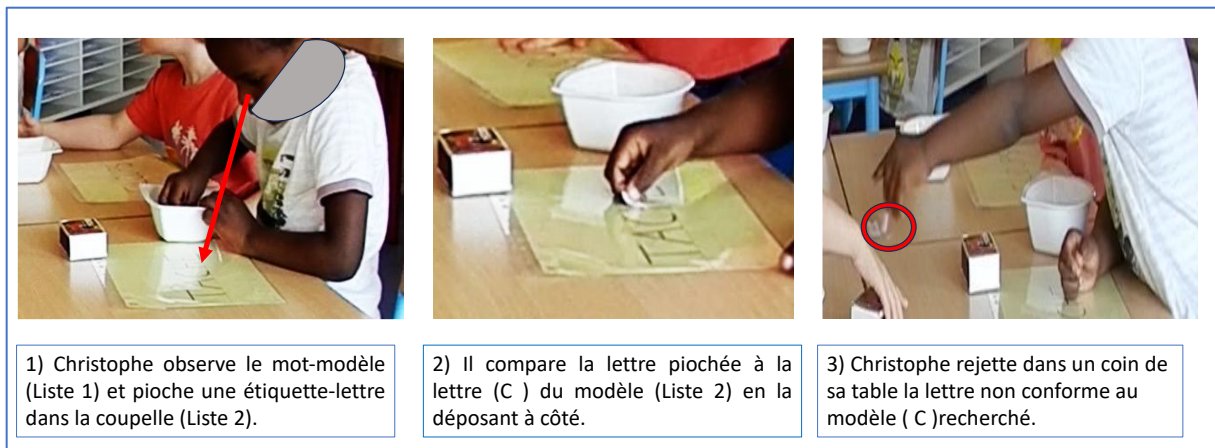 1) Christophe observe le mot-modèle
(Liste 1) et pioche une étiquette-lettre
dans la coupelle (Liste 2).
2) Il compare la lettre piochée à la
lettre (C ) du modèle (Liste 2) en la
déposant à côté.
3) Christophe rejette dans un coin de
sa table la lettre non conforme au
modèle ( C )recherché.